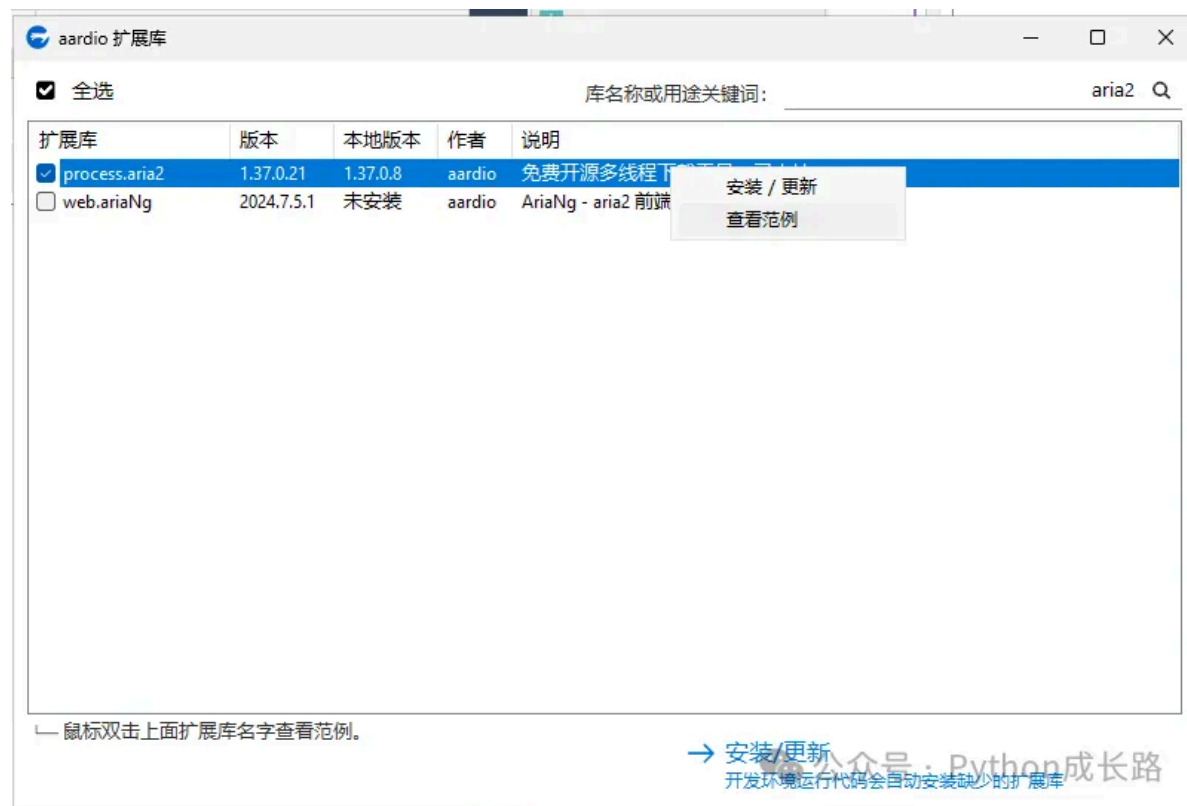 aardio 扩展库
全选
库名称或用途关键词: aria2
扩展库 版本 本地版本 作者 说明
process.aria2 1.37.0.21 1.37.0.8 aardio 免费开源多线程下
web.ariaNg 2024.7.5.1 未安装 aardio AriaNg - aria2 前端
安装 / 更新
查看范例
鼠标双击上面扩展库名字查看范例。
安装/更新
开发环境运行代码会自动安装缺少的扩展库
公众号 · Python成长路